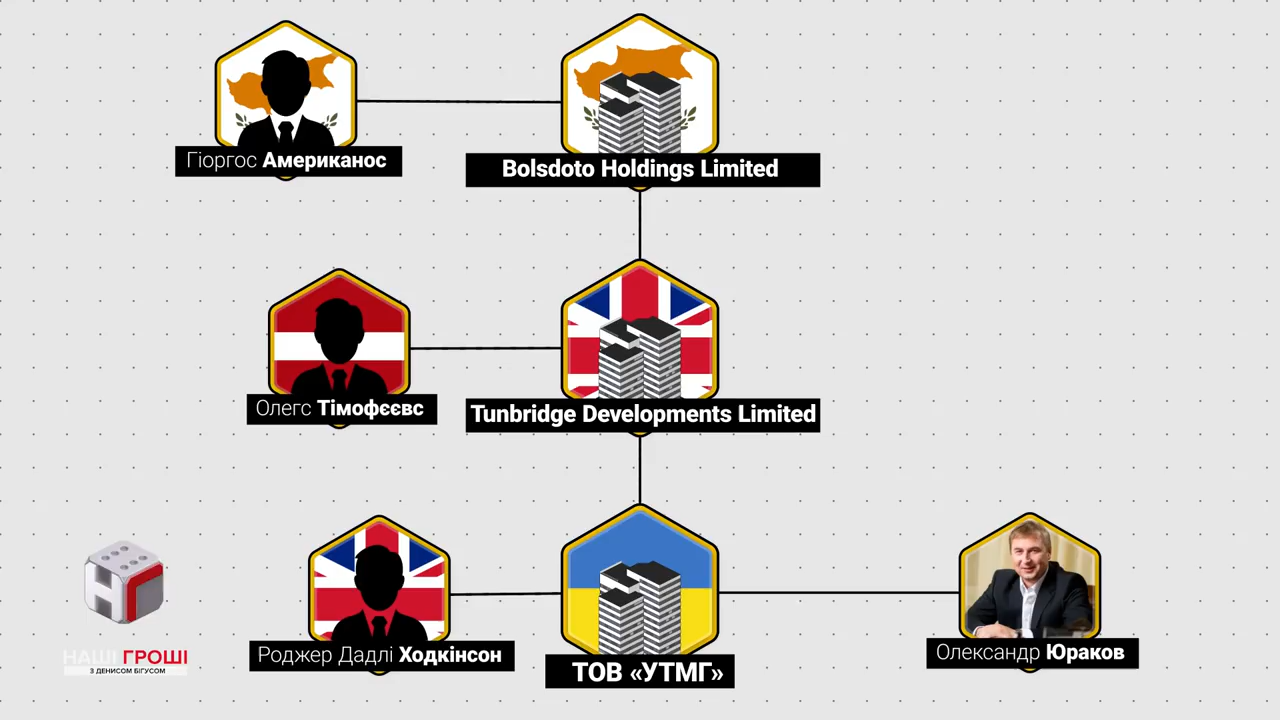 Гіоргос Американос
Bolsdoto Holdings Limited
Олегс Тімофєєвс
Tunbridge Developments Limited
Роджер Дадлі Ходкінсон
ТОВ «УТМГ»
Олександр Юраков
НАШІ ГРОШІ
З ДЕНИСОМ БІГУСОМ